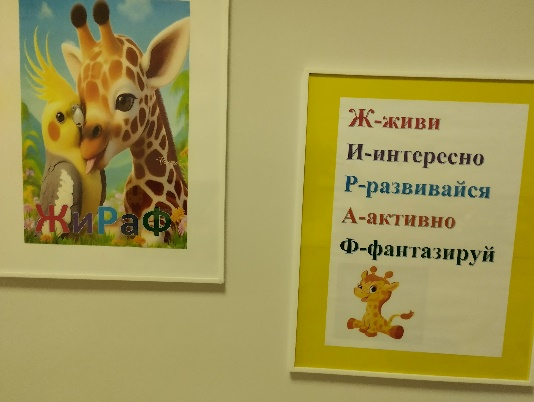 ЖиРаФ
Ж-живи
И-интересно
Р-развивайся
А-активно
Ф-фантазируй